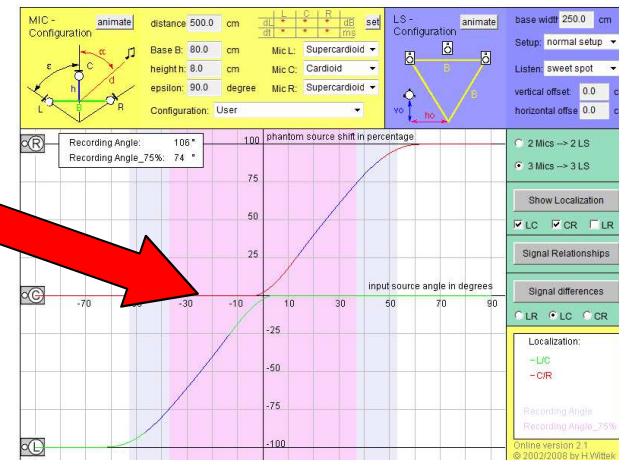 MIC - Configuration animate
α
ε C d
h
L B R
distance 500.0 cm
Base B: 80.0 cm
height h: 8.0 cm
epsilon: 90.0 degree
Configuration: User
L C R
dL * * * dB set
dt * * * ms
Mic L: Supercardioid
Mic C: Cardioid
Mic R: Supercardioid
LS - Configuration animate
B
B
vo ho
base width 250.0 cm
Setup: normal setup
Listen: sweet spot
vertical offset: 0.0 c
horizontal offse 0.0 c
R
Recording Angle: 106 °
Recording Angle_75%: 74 °
100 phantom source shift in percentage
75
50
25
input source angle in degrees
C
-70 -30 -10 10 30 50 70 90
-25
-50
-75
-100
L
2 Mics --> 2 LS
3 Mics --> 3 LS
Show Localization
LC CR LR
Signal Relationships
Signal differences
LR LC CR
Localization:
- L/C
- C/R
Recording Angle
Recording Angle_75%
Online version 2.1
© 2002/2008 by H.Wittek